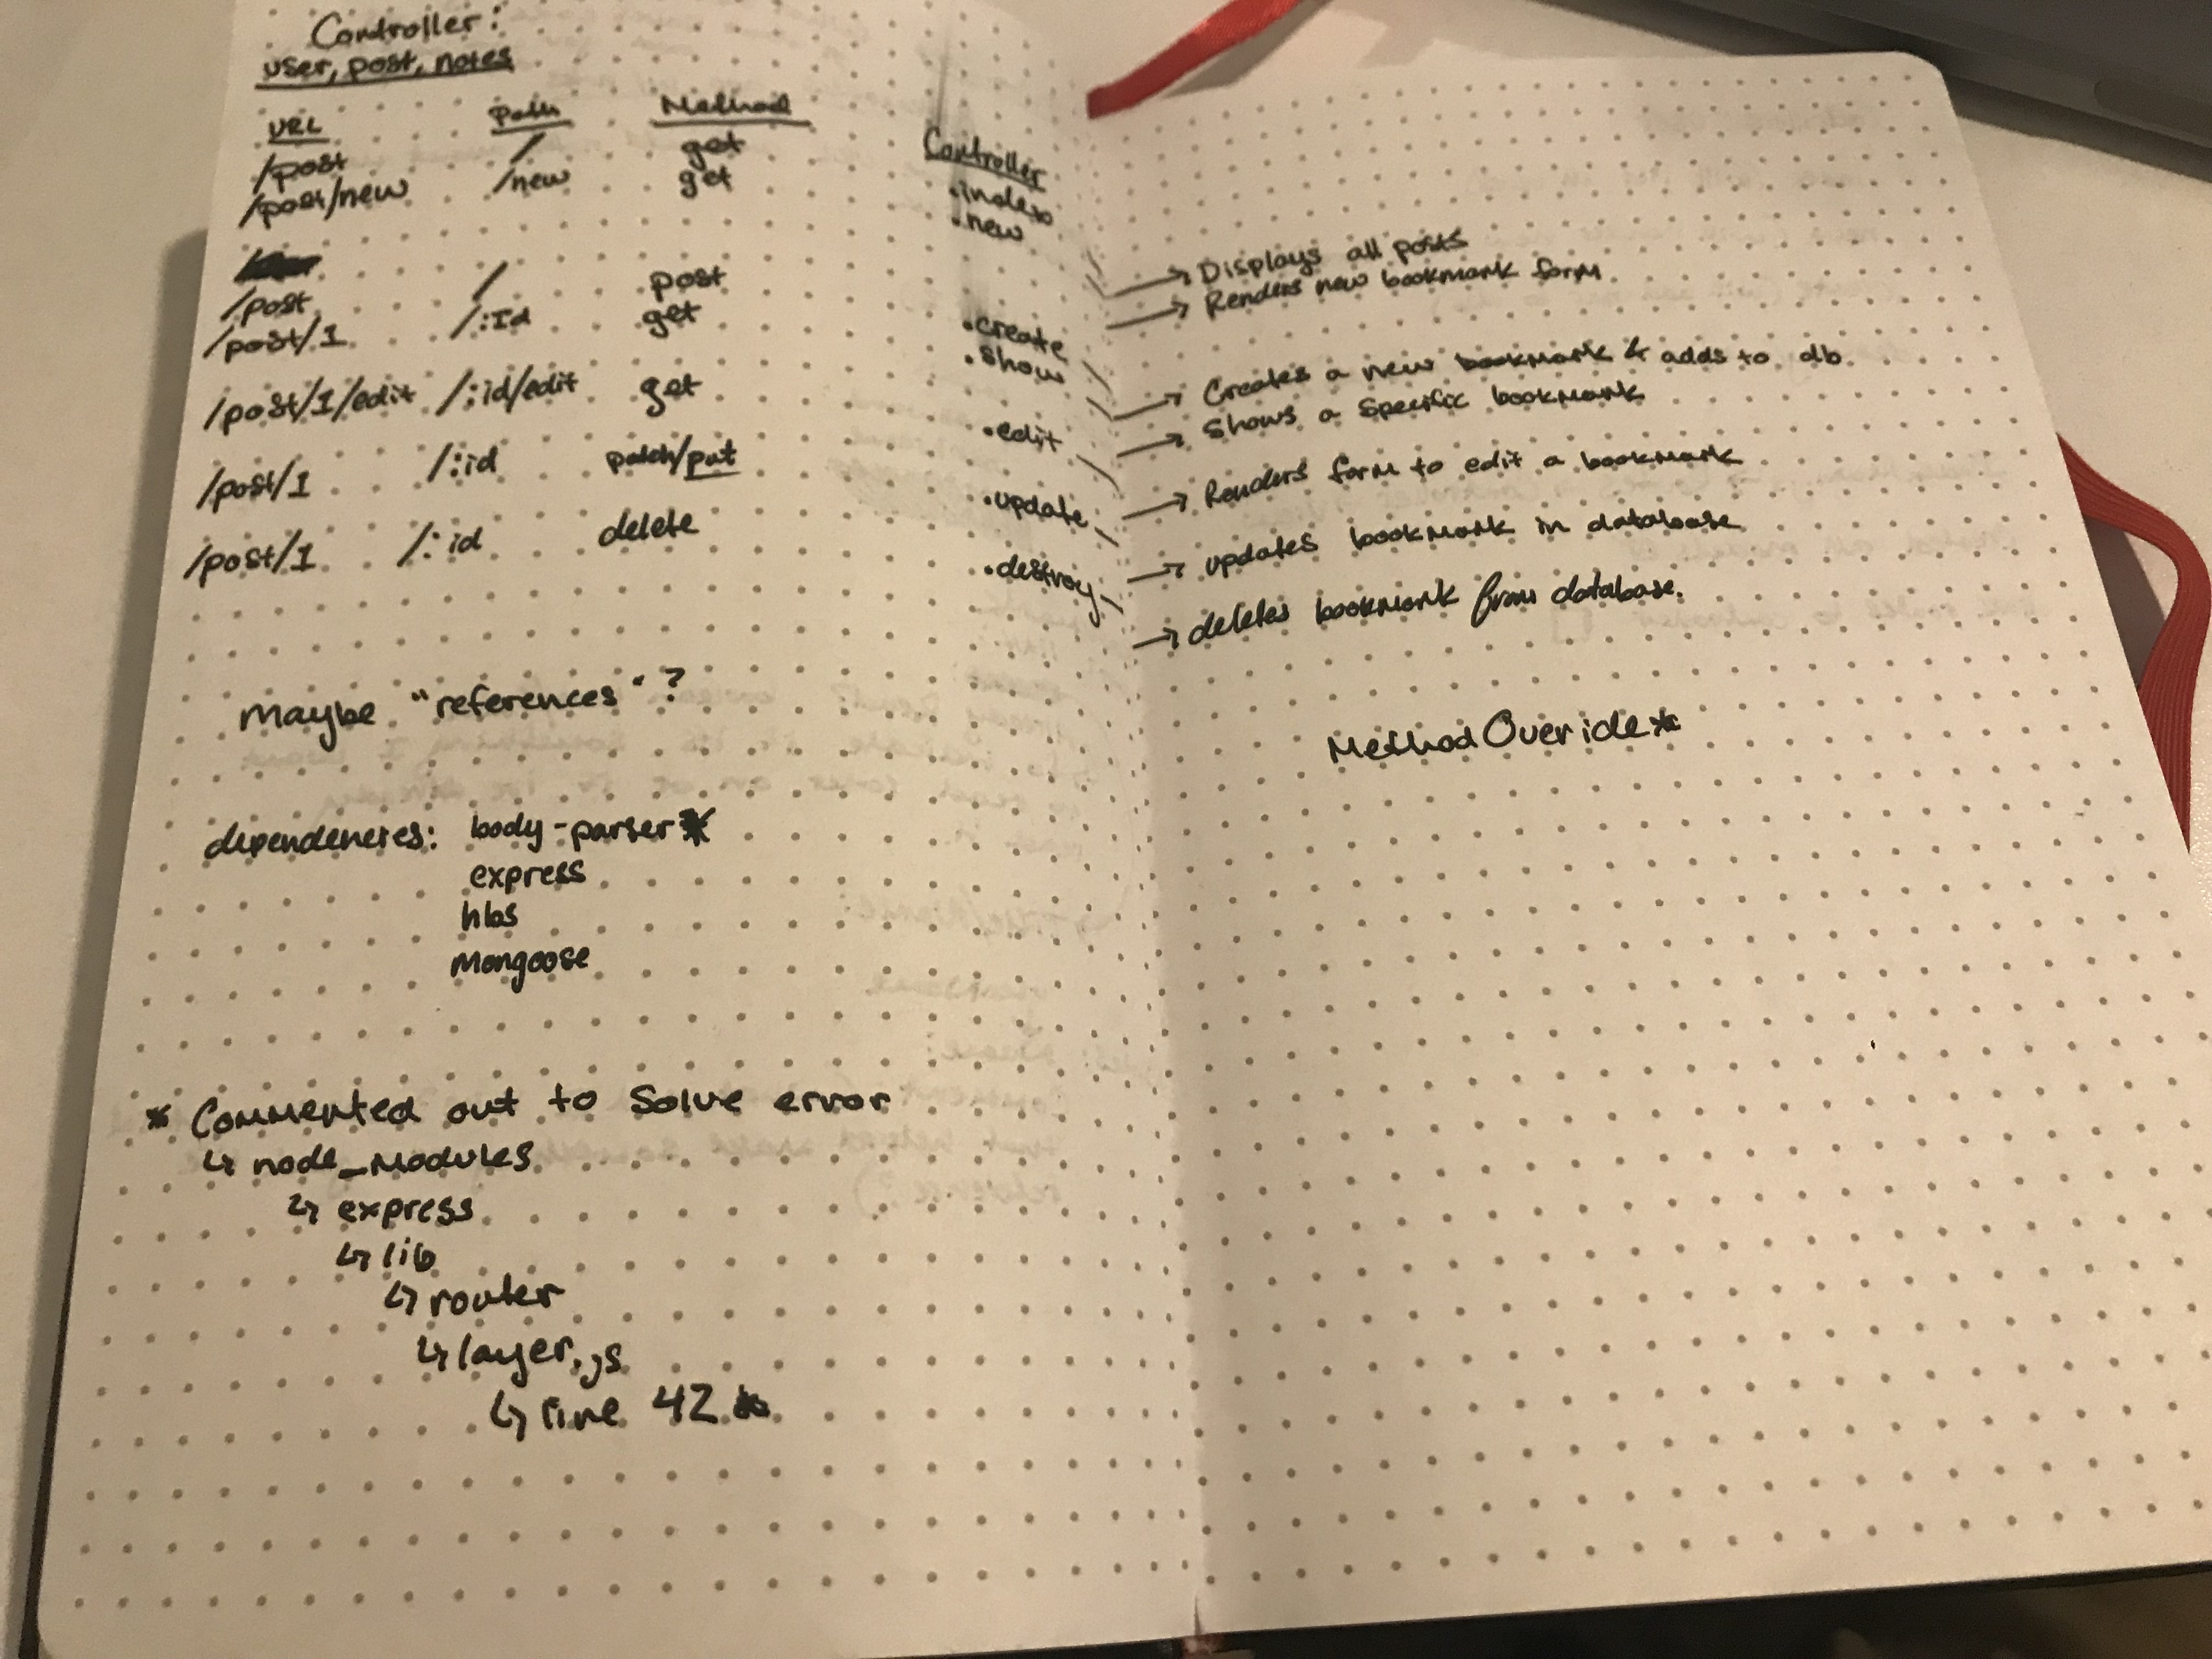 Controller:
user, post, notes
URL Path Method Controller
/post / get • index → Displays all posts
/post/new /new get • new → Renders new bookmark form
/post / post • create → Creates a new bookmark & adds to db
/post/1 /:id get • show → Shows a specific bookmark
/post/1/edit /:id/edit get • edit → Renders form to edit a bookmark
/post/1 /:id patch/put • update → updates bookmark in database
/post/1 /:id delete • destroy → deletes bookmark from database.
Maybe "references"? MethodOveride*
dependencies: body-parser*
express
hbs
mongoose
* Commented out to solve error
↳ node_modules
↳ express
↳ lib
↳ router
↳ layer.js
↳ line 42*